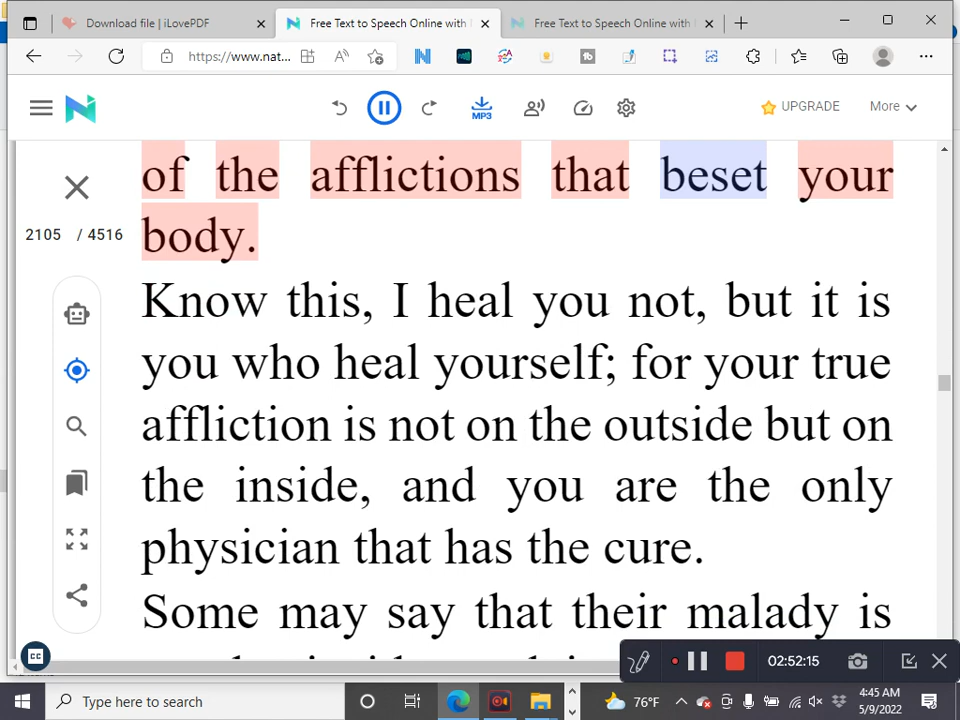 Download file | iLovePDF
Free Text to Speech Online with
Free Text to Speech Online with
https://www.nat...
MP3
UPGRADE
More
of the afflictions that beset your
body.
2105 / 4516
Know this, I heal you not, but it is
you who heal yourself; for your true
affliction is not on the outside but on
the inside, and you are the only
physician that has the cure.
Some may say that their malady is
CC
02:52:15
Type here to search
76°F
4:45 AM
5/9/2022